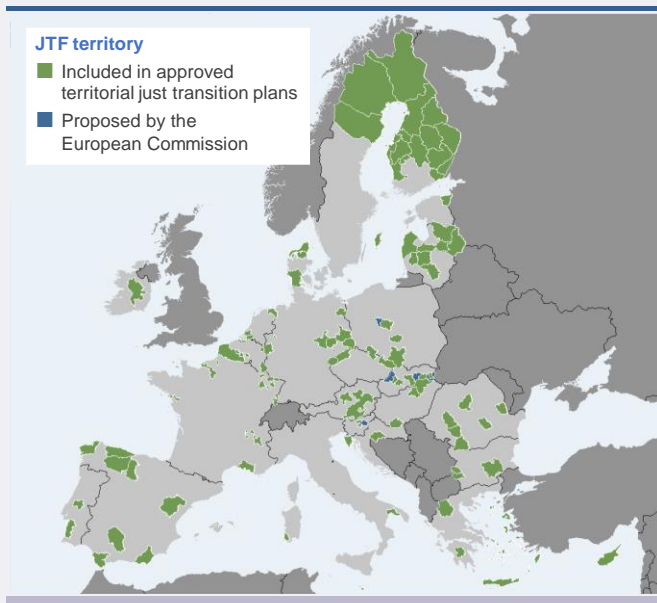 JTF territory
Included in approved
territorial just transition plans
Proposed by the
European Commission